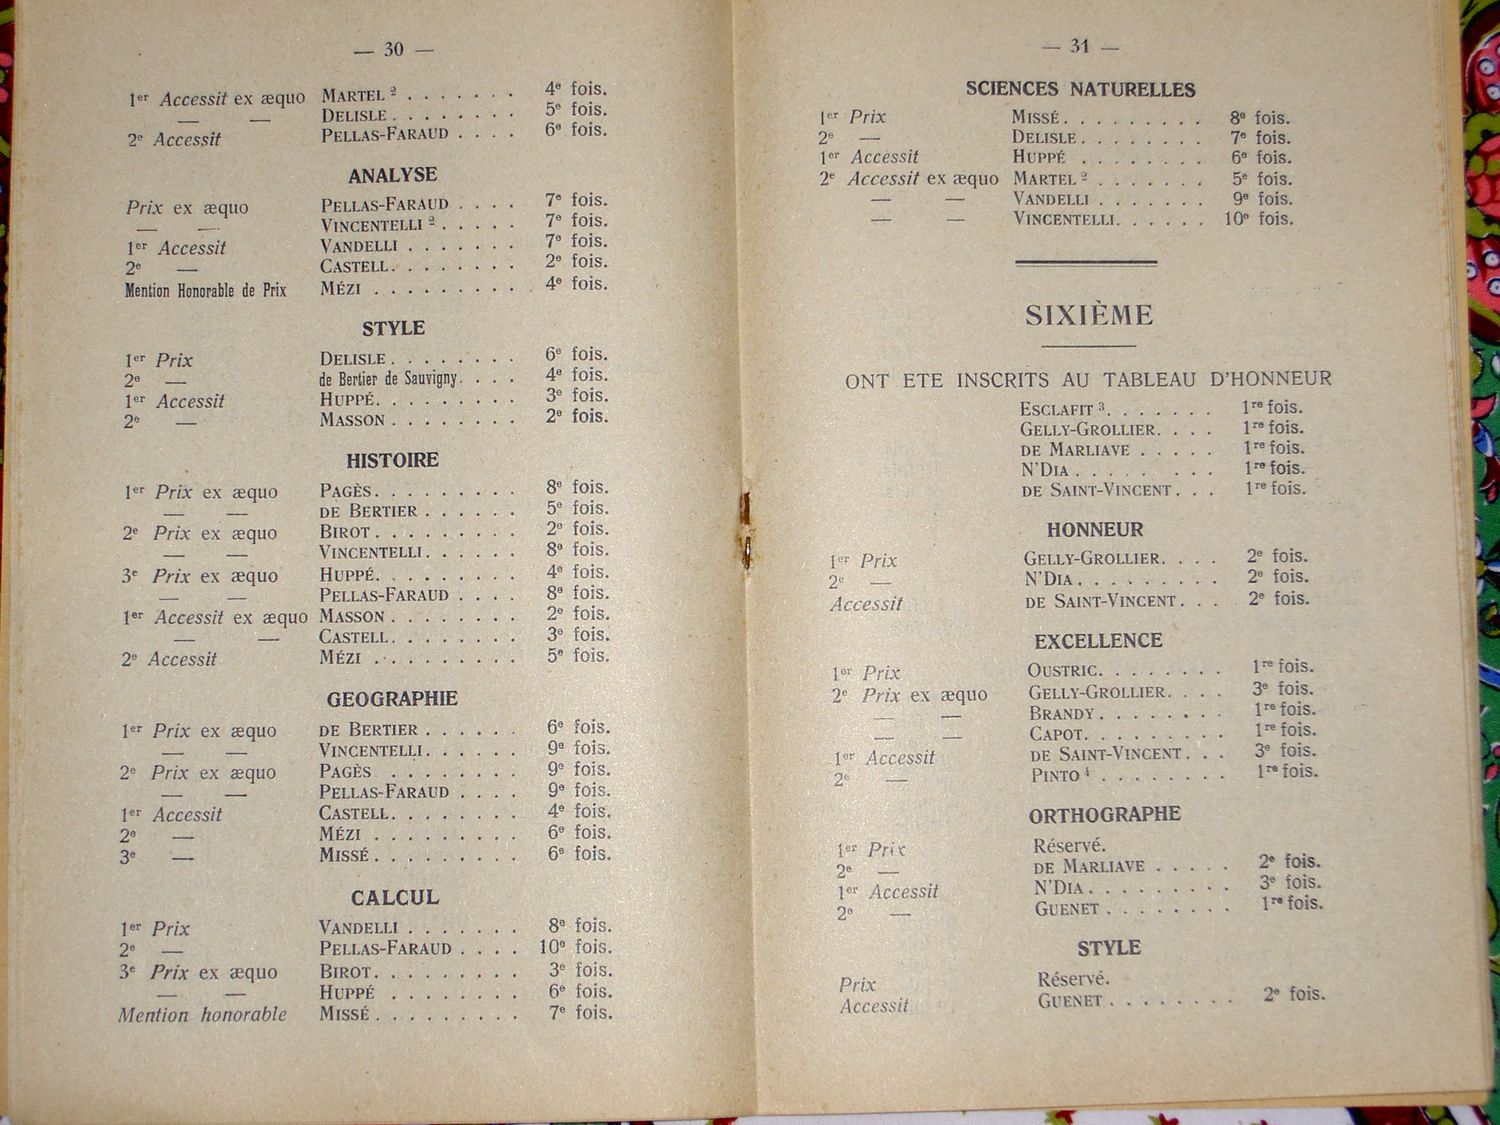 — 30 —
1er Accessit ex æquo MARTEL 2 . . . . . . . 4e fois.
— — DELISLE . . . . . . . . 5e fois.
2e Accessit PELLAS-FARAUD . . . . 6e fois.
ANALYSE
Prix ex æquo PELLAS-FARAUD . . . . 7e fois.
— — VINCENTELLI 2 . . . . . 7e fois.
1er Accessit VANDELLI . . . . . . . 7e fois.
2e — CASTELL. . . . . . . . 2e fois.
Mention Honorable de Prix MÉZI . . . . . . . . . 4e fois.
STYLE
1er Prix DELISLE . . . . . . . . 6e fois.
2e — de Bertier de Sauvigny. . . . 4e fois.
1er Accessit HUPPÉ. . . . . . . . . 3e fois.
2e — MASSON . . . . . . . . 2e fois.
HISTOIRE
1er Prix ex æquo PAGÈS. . . . . . . . . 8e fois.
— — DE BERTIER . . . . . . 5e fois.
2e Prix ex æquo BIROT. . . . . . . . . 2e fois.
— — VINCENTELLI. . . . . . 8e fois.
3e Prix ex æquo HUPPÉ. . . . . . . . . 4e fois.
— — PELLAS-FARAUD . . . . 8e fois.
1er Accessit ex æquo MASSON . . . . . . . . 2e fois.
— — CASTELL. . . . . . . . 3e fois.
2e Accessit MÉZI . . . . . . . . . 5e fois.
GEOGRAPHIE
1er Prix ex æquo DE BERTIER . . . . . . 6e fois.
— — VINCENTELLI. . . . . . 9e fois.
2e Prix ex æquo PAGÈS . . . . . . . . 9e fois.
— — PELLAS-FARAUD . . . . 9e fois.
1er Accessit CASTELL. . . . . . . . 4e fois.
2e — MÉZI . . . . . . . . . 6e fois.
3e — MISSÉ . . . . . . . . . 6e fois.
CALCUL
1er Prix VANDELLI . . . . . . . 8e fois.
2e — PELLAS-FARAUD . . . . 10e fois.
3e Prix ex æquo BIROT. . . . . . . . . 3e fois.
— — HUPPÉ . . . . . . . . 6e fois.
Mention honorable MISSÉ . . . . . . . . . 7e fois.
— 31 —
SCIENCES NATURELLES
1er Prix MISSÉ. . . . . . . . . 8e fois.
2e — DELISLE. . . . . . . . 7e fois.
1er Accessit HUPPÉ . . . . . . . . 6e fois.
2e Accessit ex æquo MARTEL 2 . . . . . . . 5e fois.
— — VANDELLI . . . . . . . 9e fois.
— — VINCENTELLI. . . . . . 10e fois.
SIXIÈME
ONT ETE INSCRITS AU TABLEAU D'HONNEUR
ESCLAFIT 3. . . . . . . 1re fois.
GELLY-GROLLIER. . . . 1re fois.
DE MARLIAVE . . . . . 1re fois.
N'DIA . . . . . . . . 1re fois.
DE SAINT-VINCENT . . . 1re fois.
HONNEUR
1er Prix GELLY-GROLLIER. . . . 2e fois.
2e — N'DIA . . . . . . . . . 2e fois.
Accessit DE SAINT-VINCENT. . . 2e fois.
EXCELLENCE
1er Prix OUSTRIC. . . . . . . . 1re fois.
2e Prix ex æquo GELLY-GROLLIER. . . . 3e fois.
— — BRANDY . . . . . . . . 1re fois.
— — CAPOT. . . . . . . . . 1re fois.
1er Accessit DE SAINT-VINCENT. . . 3e fois.
2e — PINTO 4 . . . . . . . . 1re fois.
ORTHOGRAPHE
1er Prix Réservé.
2e — DE MARLIAVE . . . . . 2e fois.
1er Accessit N'DIA . . . . . . . . . 3e fois.
2e — GUENET . . . . . . . . 1re fois.
STYLE
Prix Réservé.
Accessit GUENET . . . . . . . . 2e fois.